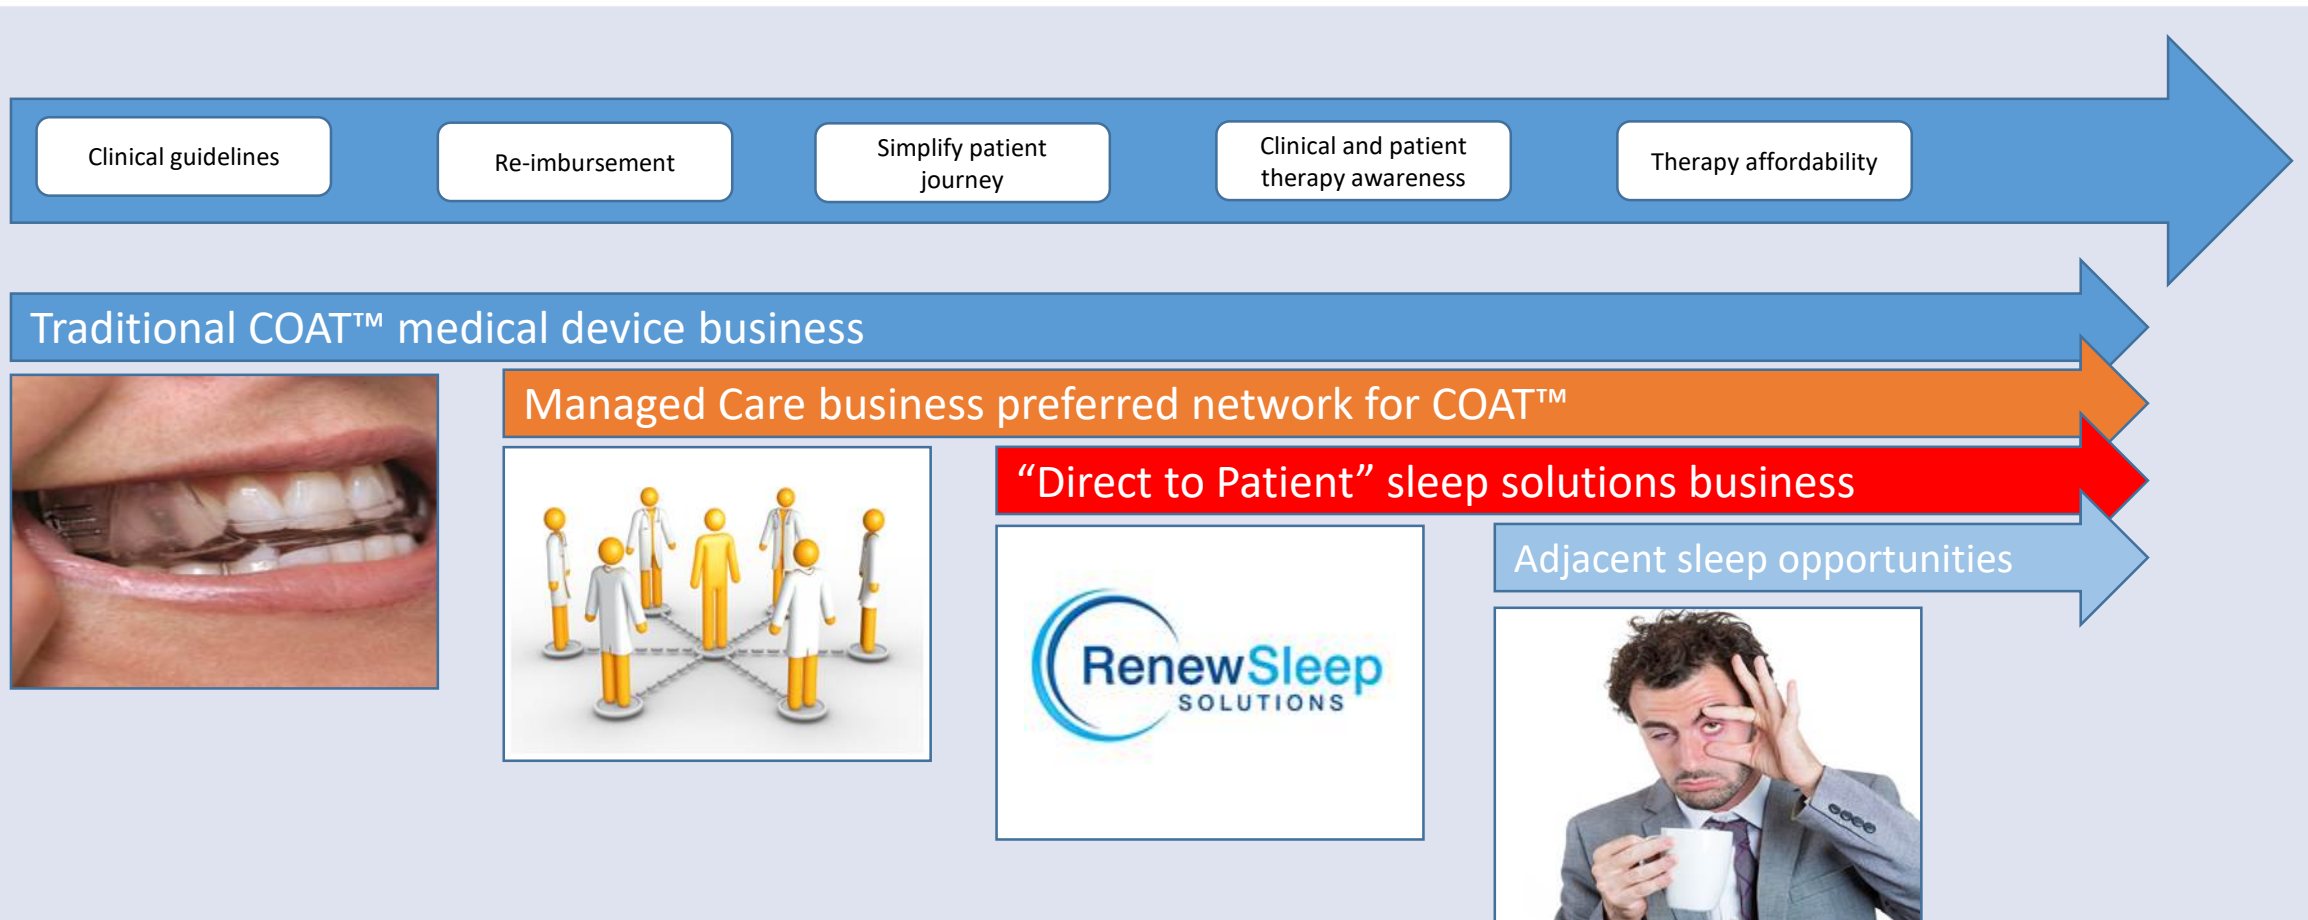 Clinical guidelines
Re-imbursement
Simplify patient
journey
Clinical and patient
therapy awareness
Therapy affordability
Traditional COAT™ medical device business
Managed Care business preferred network for COAT™
“Direct to Patient” sleep solutions business
Adjacent sleep opportunities
RenewSleep
SOLUTIONS